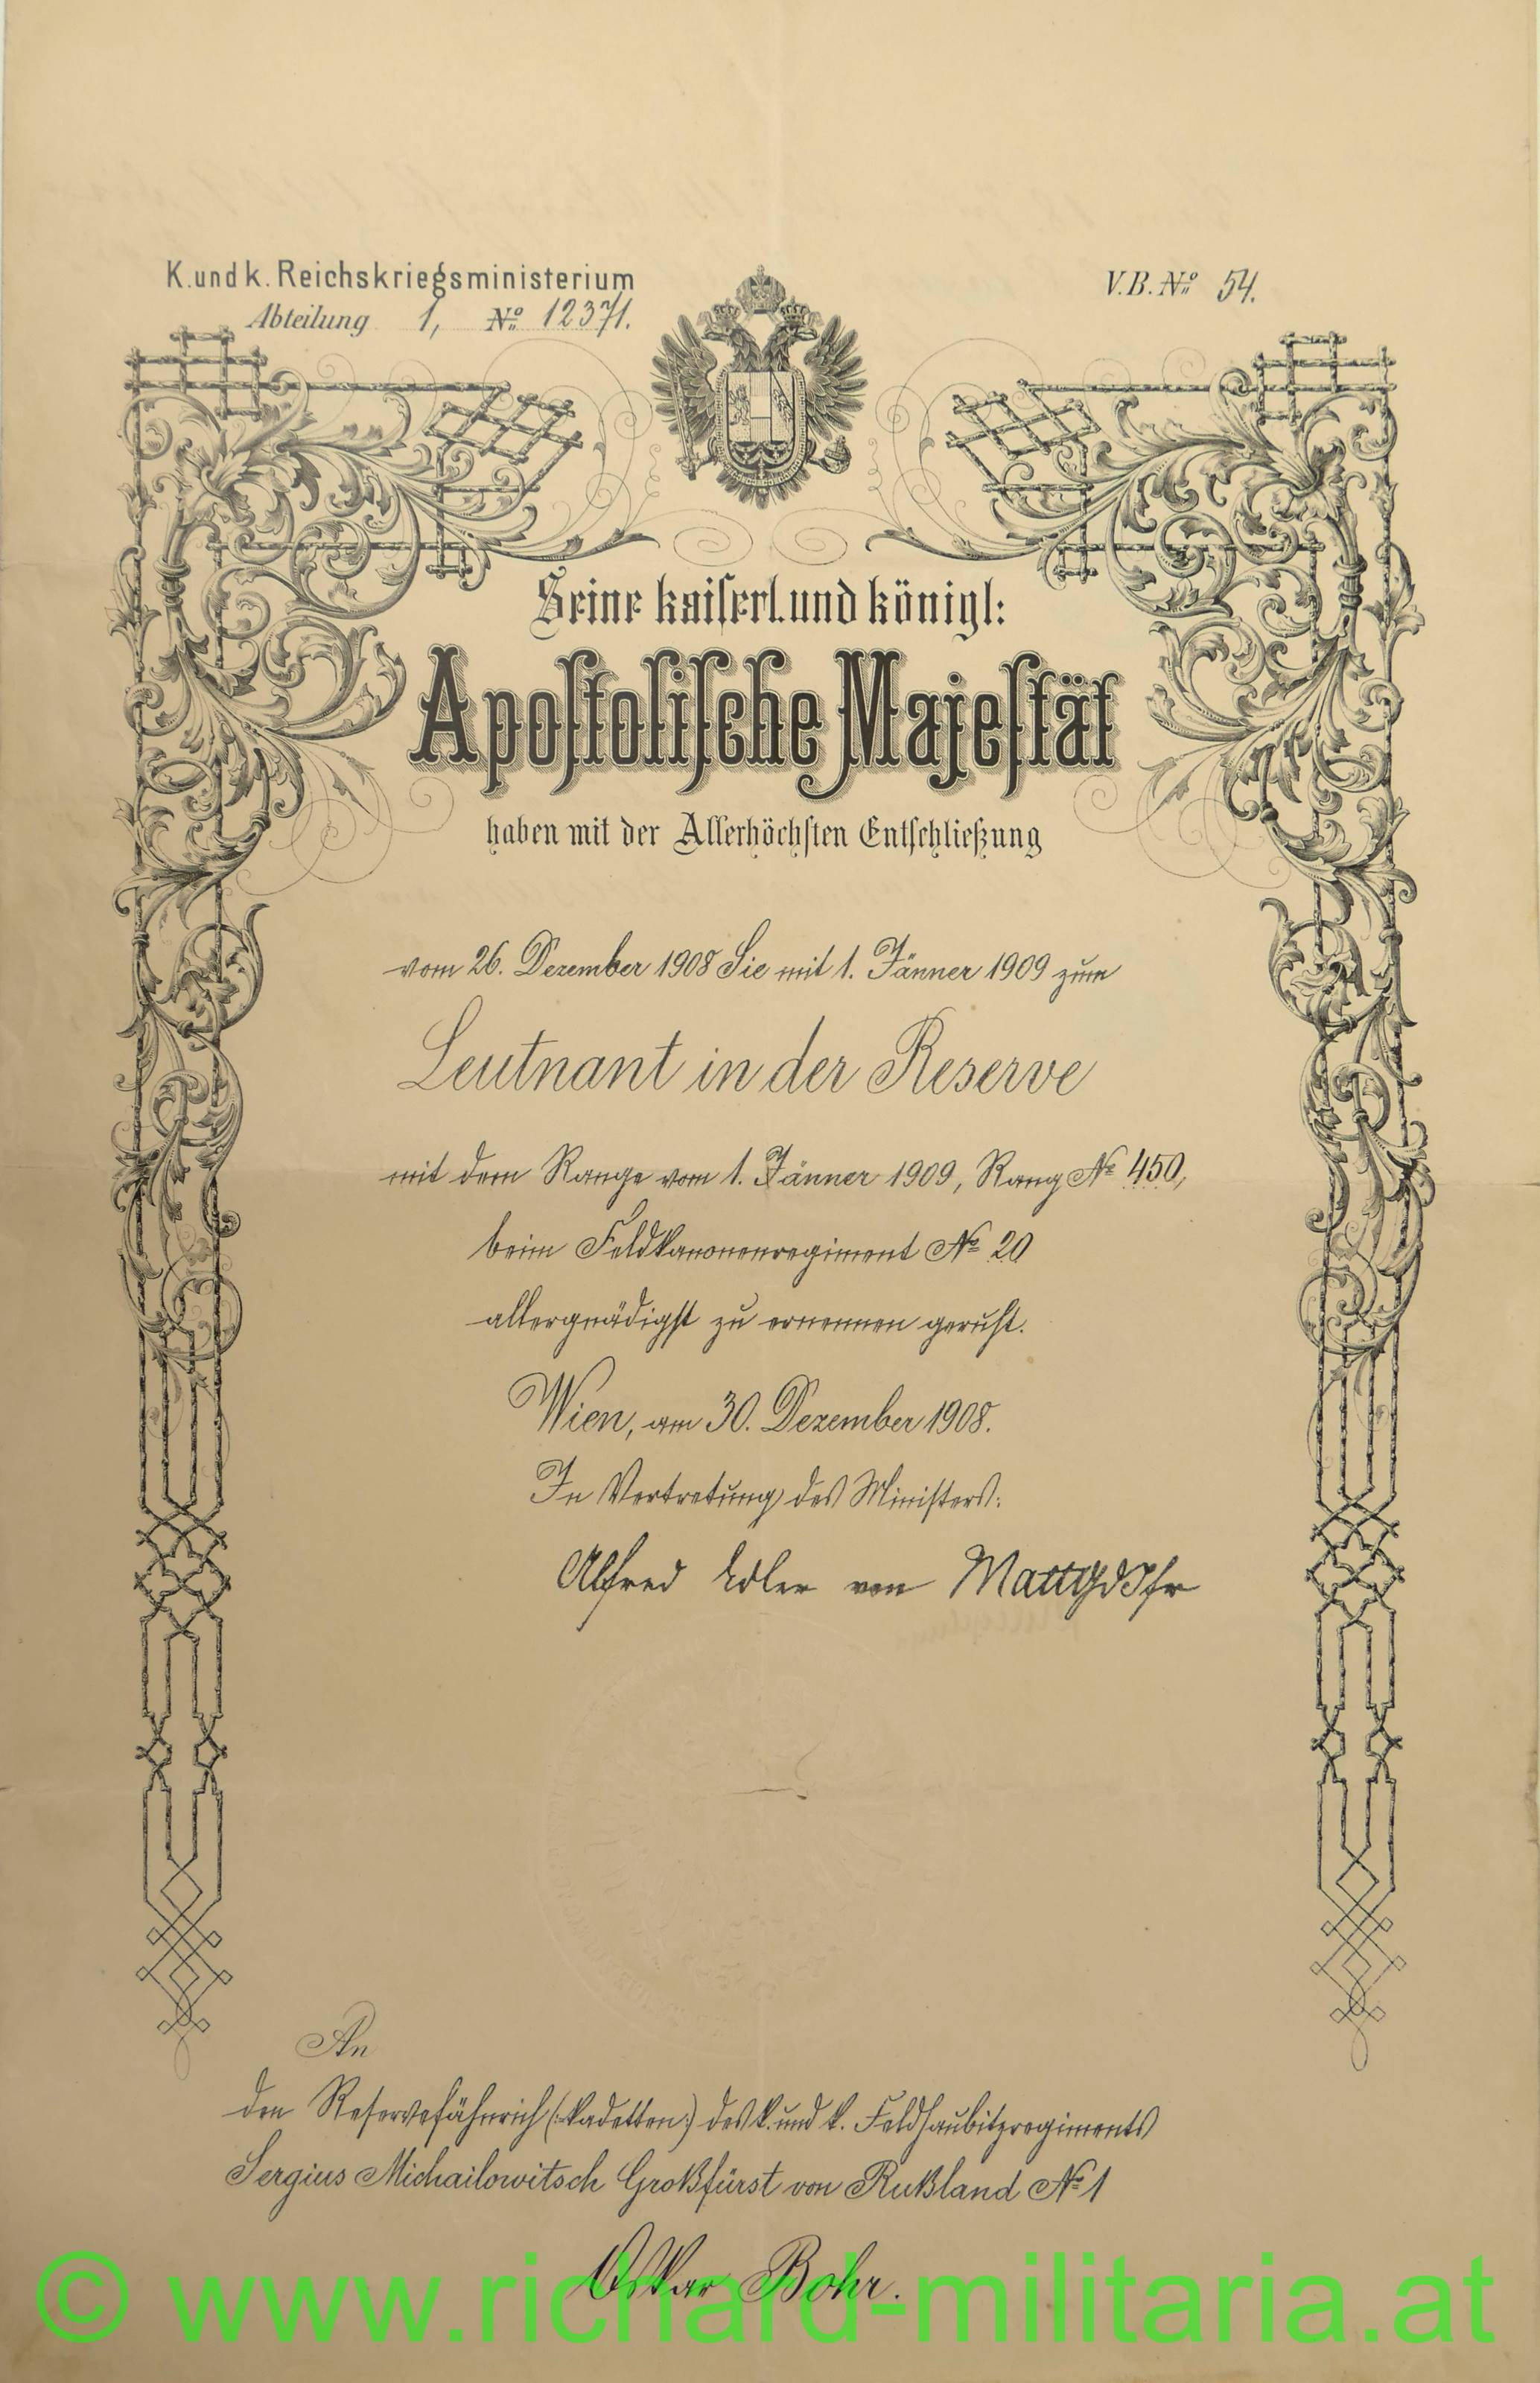 K. und k. Reichskriegsministerium
Abteilung 1, No 12371.
V.B. No 54.
Seine kaiserl. und königl:
Apostolische Majestät
haben mit der Allerhöchsten Entschließung
vom 26. Dezember 1908 Sie mit 1. Jänner 1909 zum
Leutnant in der Reserve
mit dem Range vom 1. Jänner 1909, Rang No 450,
beim Feldkanonenregiment No 20
allergnädigst zu ernennen geruht.
Wien, am 30. Dezember 1908.
In Vertretung des Ministers:
Alfred Edler von
An
den Reservefähnrich (:Kadetten:) des k. und k. Feldhaubitzregiments
Sergius Michailowitsch Großfürst von Rußland No 1
Oskar Bohr.
© www.richard-militaria.at